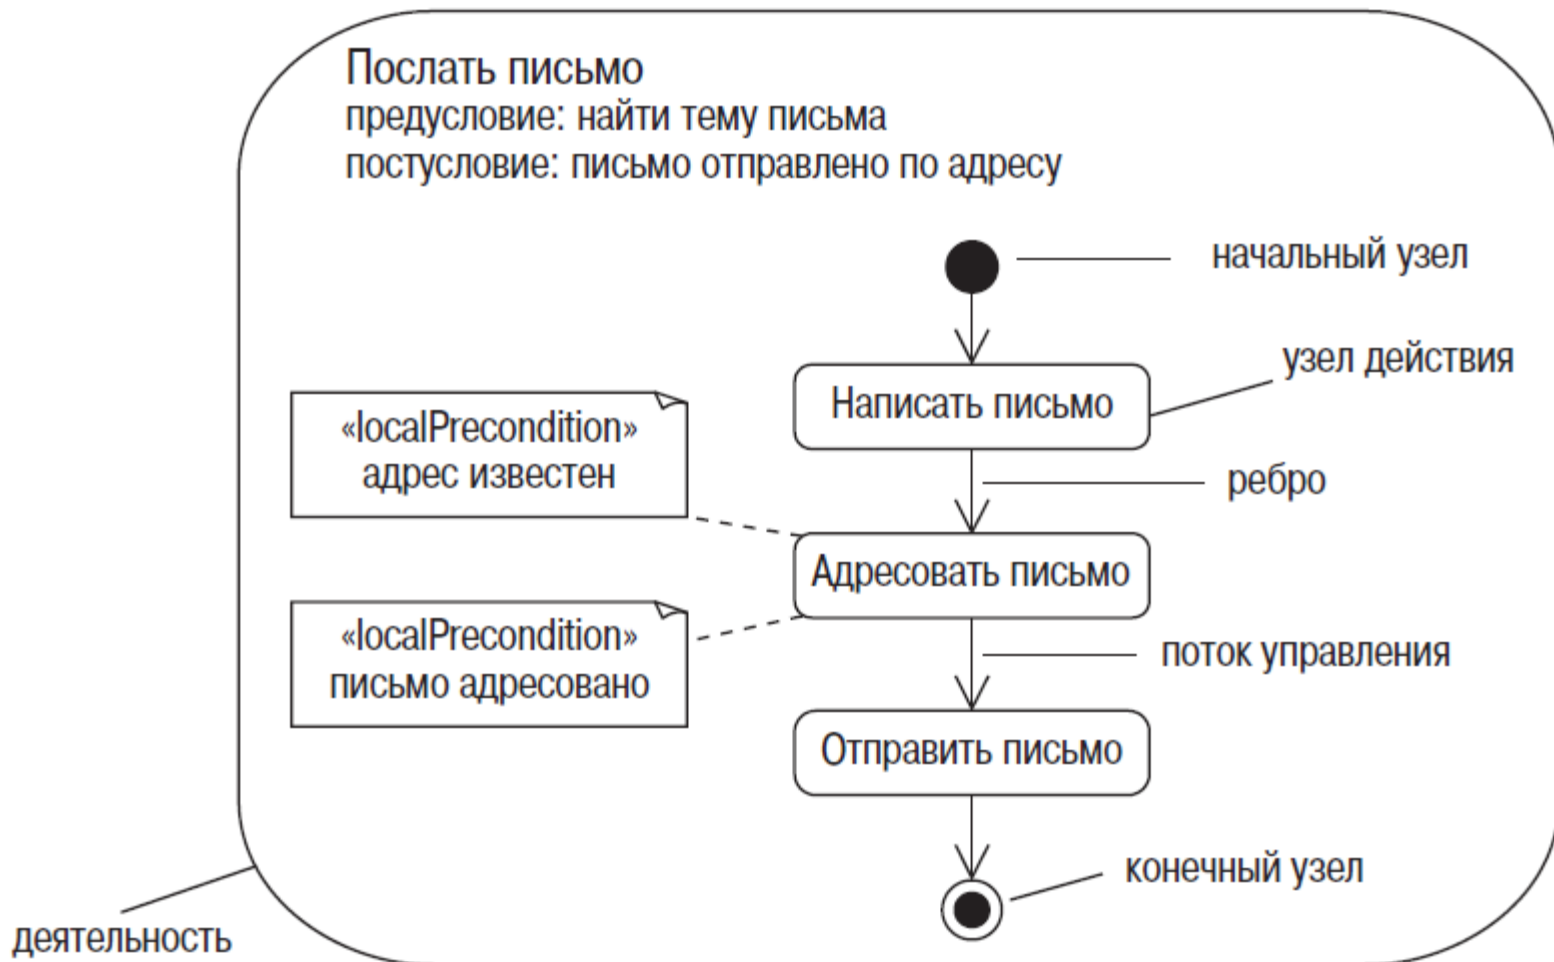 Послать письмо
предусловие: найти тему письма
постусловие: письмо отправлено по адресу
начальный узел
узел действия
Написать письмо
«localPrecondition»
адрес известен
ребро
Адресовать письмо
«localPrecondition»
письмо адресовано
поток управления
Отправить письмо
конечный узел
деятельность